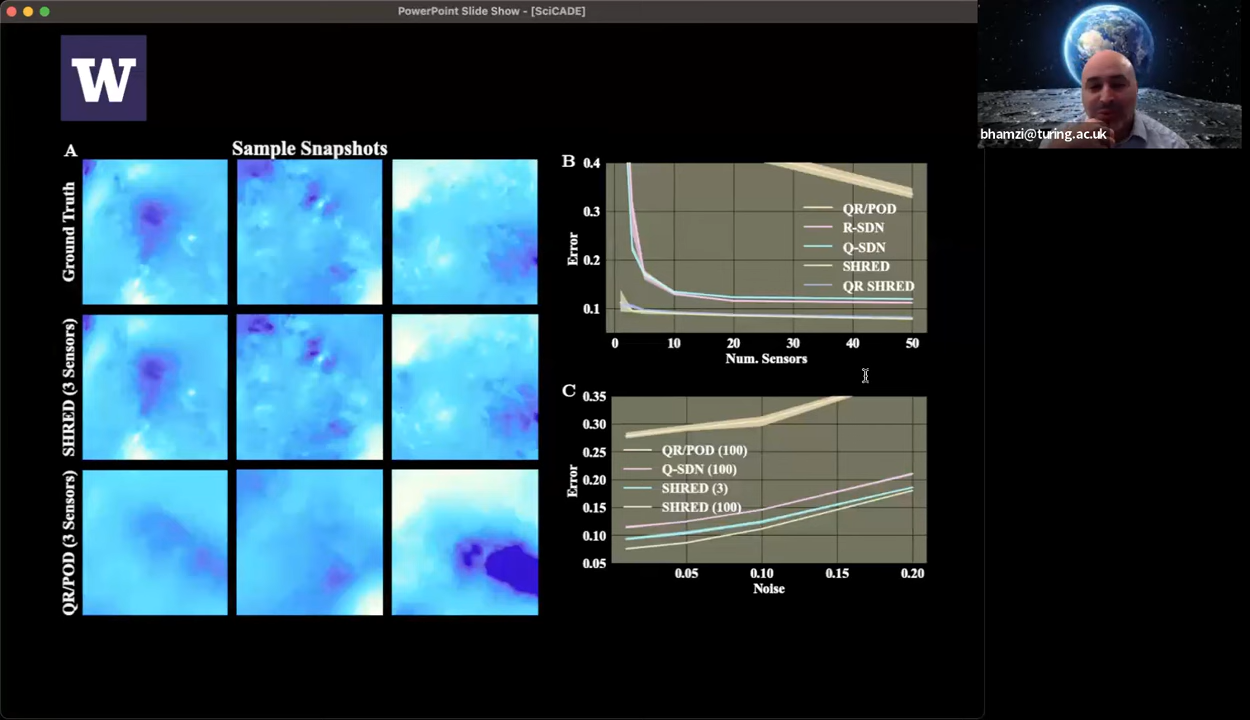 PowerPoint Slide Show - [SciCADE]
W
bhamzi@turing.ac.uk
A
Sample Snapshots
Ground Truth
SHRED (3 Sensors)
QR/POD (3 Sensors)
B
0.4
0.3
0.2
0.1
Error
QR/POD
R-SDN
Q-SDN
SHRED
QR SHRED
0 10 20 30 40 50
Num. Sensors
C
0.35
0.30
0.25
0.20
0.15
0.10
0.05
Error
QR/POD (100)
Q-SDN (100)
SHRED (3)
SHRED (100)
0.05 0.10 0.15 0.20
Noise